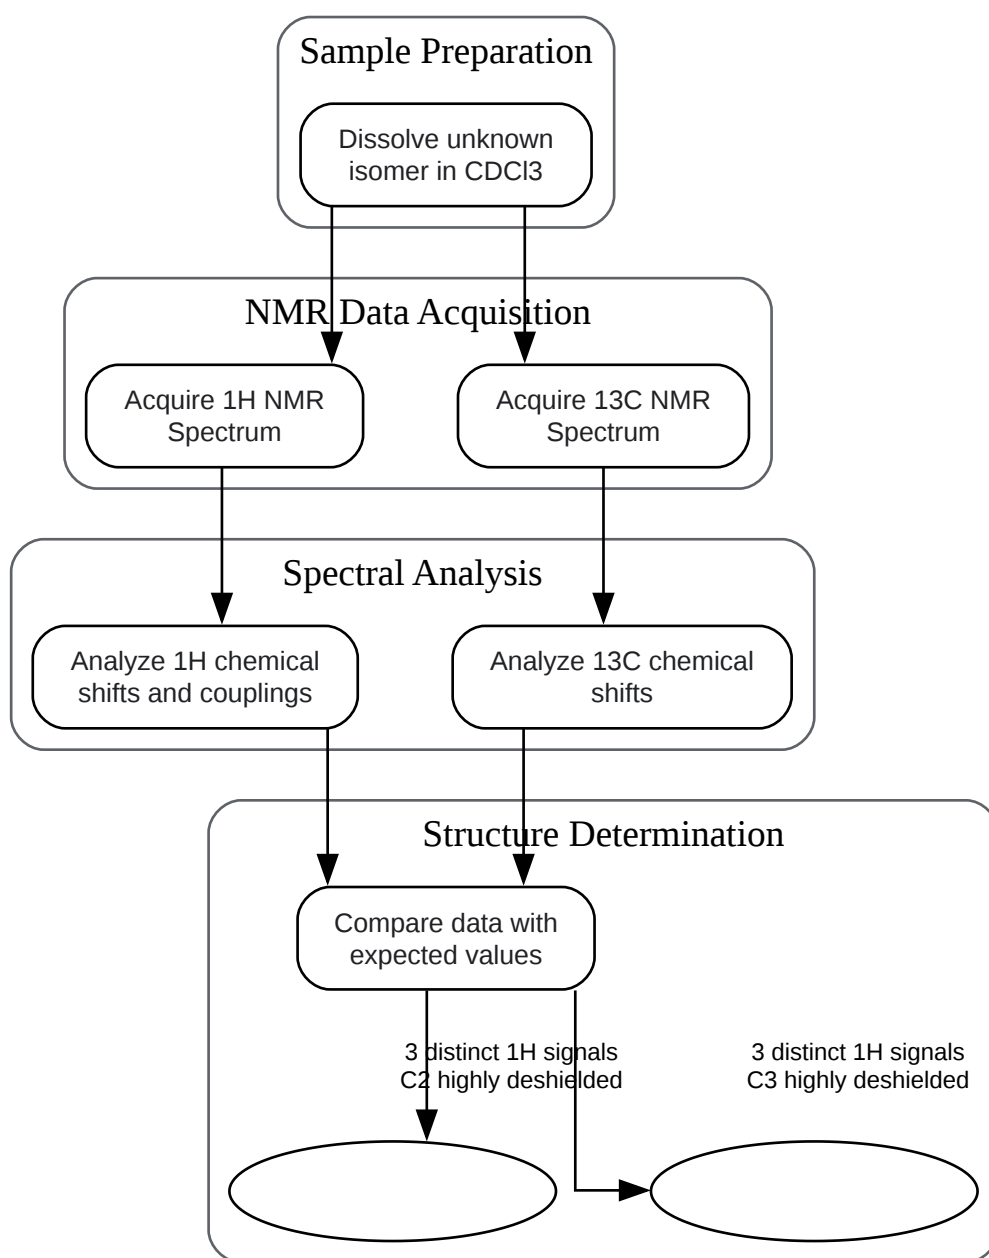 Sample Preparation
Dissolve unknown
isomer in CDCl3
NMR Data Acquisition
Acquire 1H NMR
Spectrum
Acquire 13C NMR
Spectrum
Spectral Analysis
Analyze 1H chemical
shifts and couplings
Analyze 13C chemical
shifts
Structure Determination
Compare data with
expected values
3 distinct 1H signals
C2 highly deshielded
3 distinct 1H signals
C3 highly deshielded